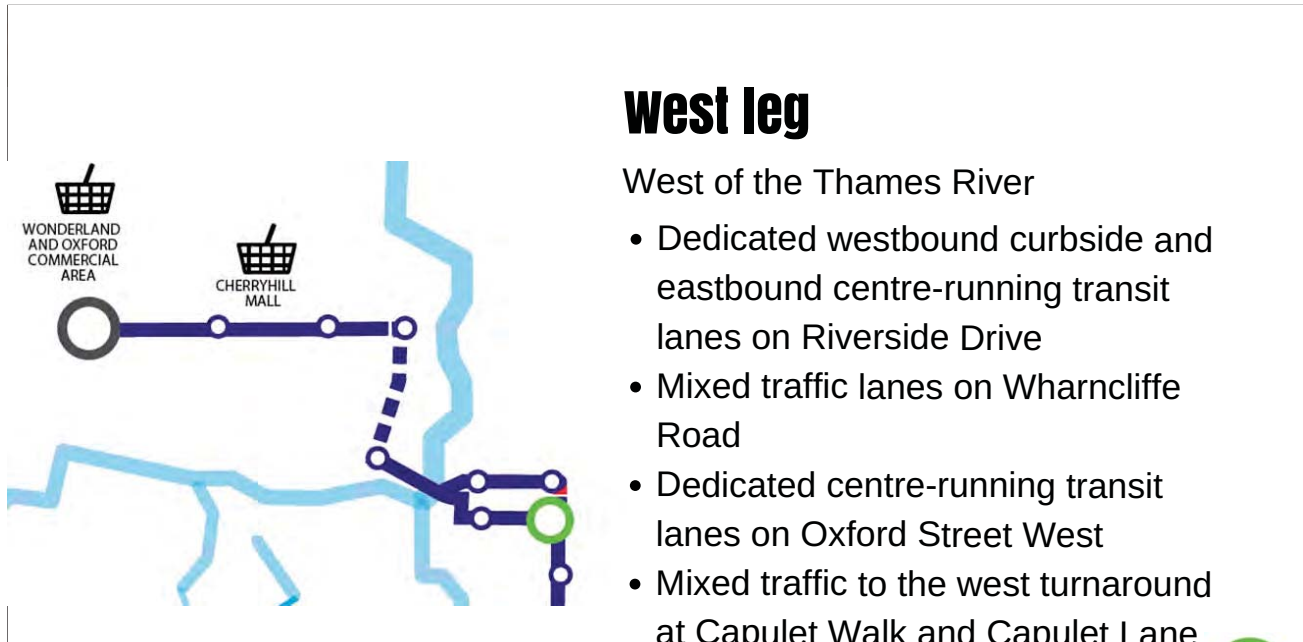 West leg
West of the Thames River
• Dedicated westbound curbside and
eastbound centre-running transit
lanes on Riverside Drive
• Mixed traffic lanes on Wharncliffe
Road
• Dedicated centre-running transit
lanes on Oxford Street West
• Mixed traffic to the west turnaround
at Capulet Walk and Capulet Lane
WONDERLAND
AND OXFORD
COMMERCIAL
AREA
CHERRYHILL
MALL